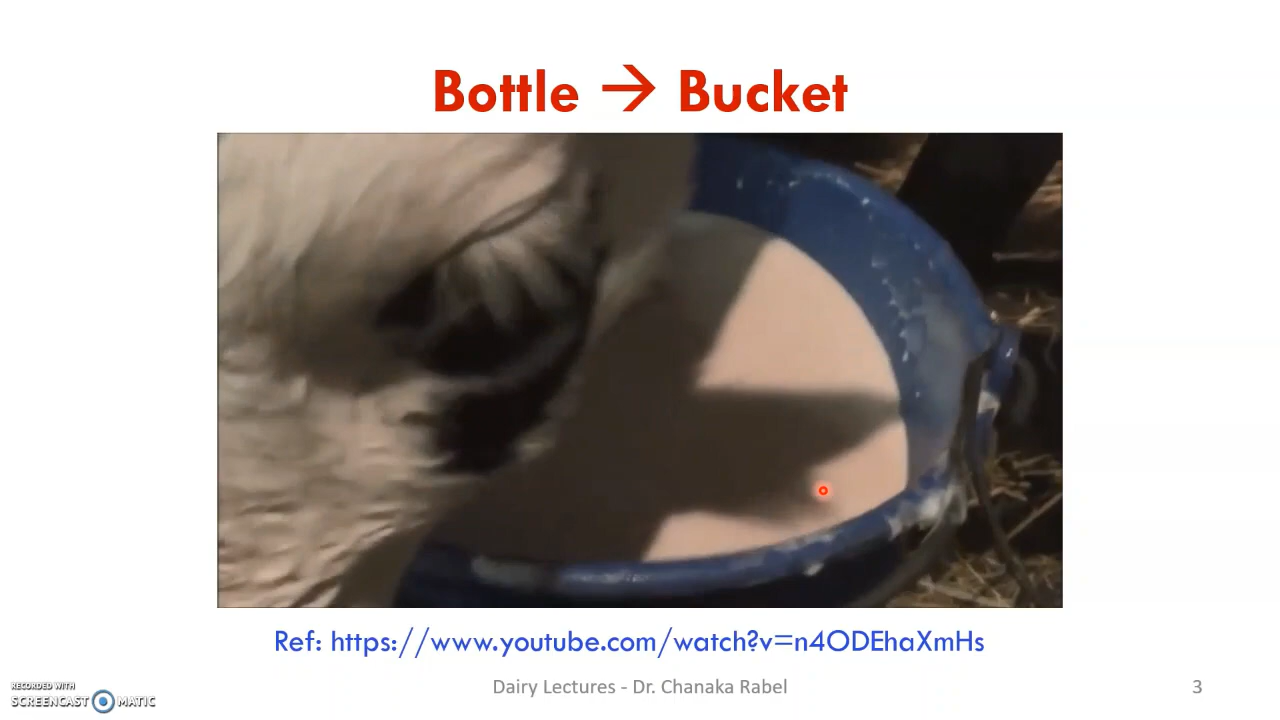 Bottle → Bucket
Ref: https://www.youtube.com/watch?v=n4ODEhaXmHs
Dairy Lectures - Dr. Chanaka Rabel
3
RECORDED WITH
SCREENCAST MATIC